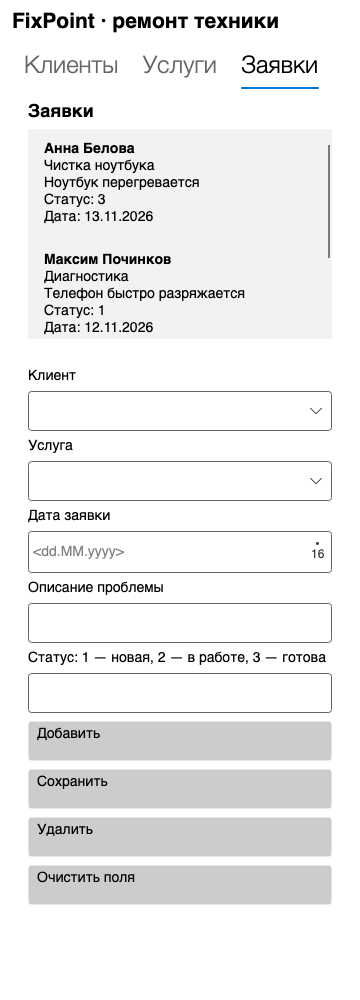 FixPoint · ремонт техники
Клиенты Услуги Заявки
Заявки
Анна Белова
Чистка ноутбука
Ноутбук перегревается
Статус: 3
Дата: 13.11.2026
Максим Починков
Диагностика
Телефон быстро разряжается
Статус: 1
Дата: 12.11.2026
Клиент
Услуга
Дата заявки
<dd.MM.yyyy>
16
Описание проблемы
Статус: 1 — новая, 2 — в работе, 3 — готова
Добавить
Сохранить
Удалить
Очистить поля